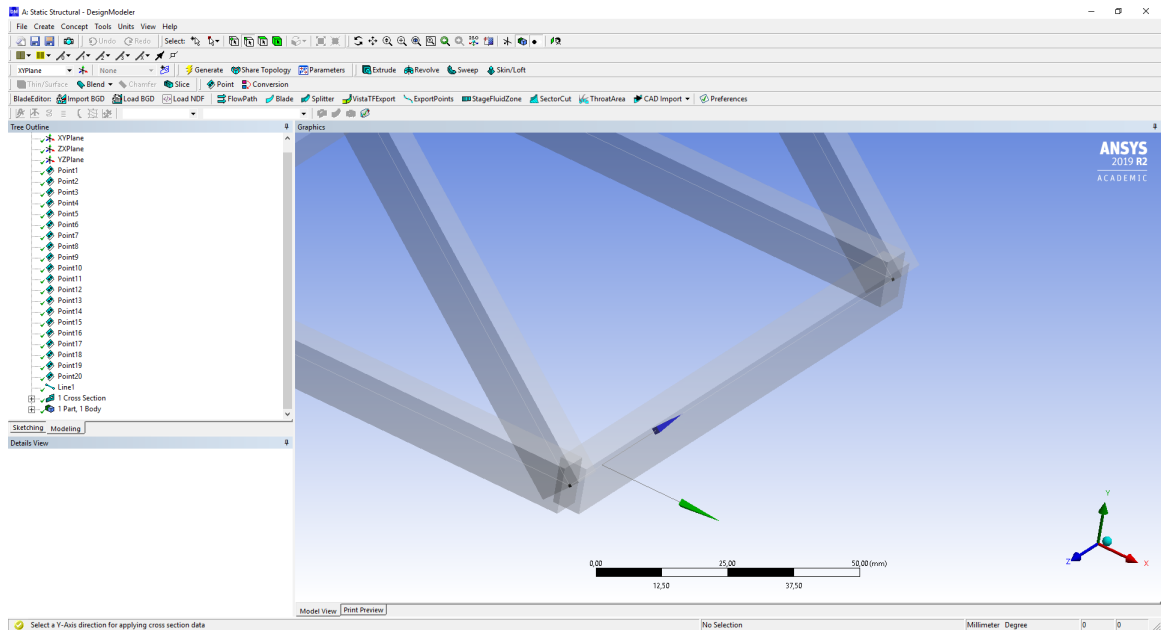 A: Static Structural - DesignModeler
File Create Concept Tools Units View Help
Undo Redo Select:
XYPlane None Generate Share Topology Parameters Extrude Revolve Sweep Skin/Loft
Thin/Surface Blend Chamfer Slice Point Conversion
BladeEditor: Import BGD Load BGD Load NDF FlowPath Blade Splitter VistaTFExport ExportPoints StageFluidZone SectorCut ThroatArea CAD Import Preferences
Tree Outline
Graphics
XYPlane
ZXPlane
YZPlane
Point1
Point2
Point3
Point4
Point5
Point6
Point7
Point8
Point9
Point10
Point11
Point12
Point13
Point14
Point15
Point16
Point17
Point18
Point19
Point20
Line1
1 Cross Section
1 Part, 1 Body
Sketching Modeling
Details View
ANSYS
2019 R2
ACADEMIC
Y
Z
X
0,00 25,00 50,00 (mm)
12,50 37,50
Model View Print Preview
Select a Y-Axis direction for applying cross section data No Selection Millimeter Degree 0 0